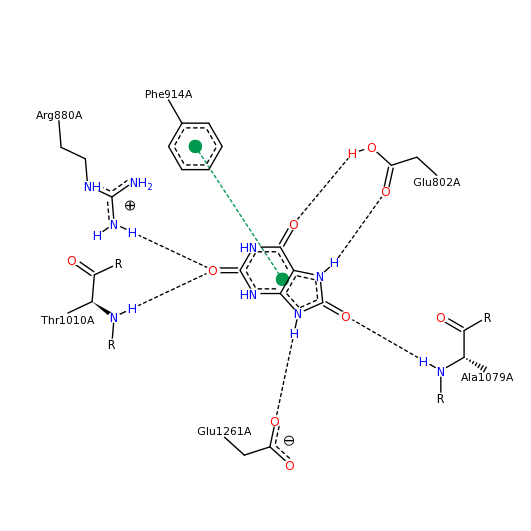 Phe914A
Arg880A
H O
NH NH2
⊕
Glu802A
O
N
H H
O
HN
H
O R
O
N
HN
Thr1010A
H
N
N
O
O R
R
H
H
N
Ala1079A
R
O
Glu1261A
⊖
O